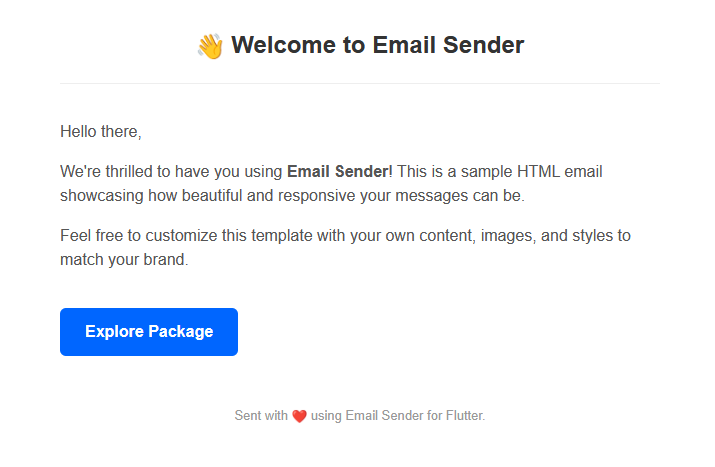 👋 Welcome to Email Sender
Hello there,
We're thrilled to have you using Email Sender! This is a sample HTML email
showcasing how beautiful and responsive your messages can be.
Feel free to customize this template with your own content, images, and styles to
match your brand.
Explore Package
Sent with ❤️ using Email Sender for Flutter.